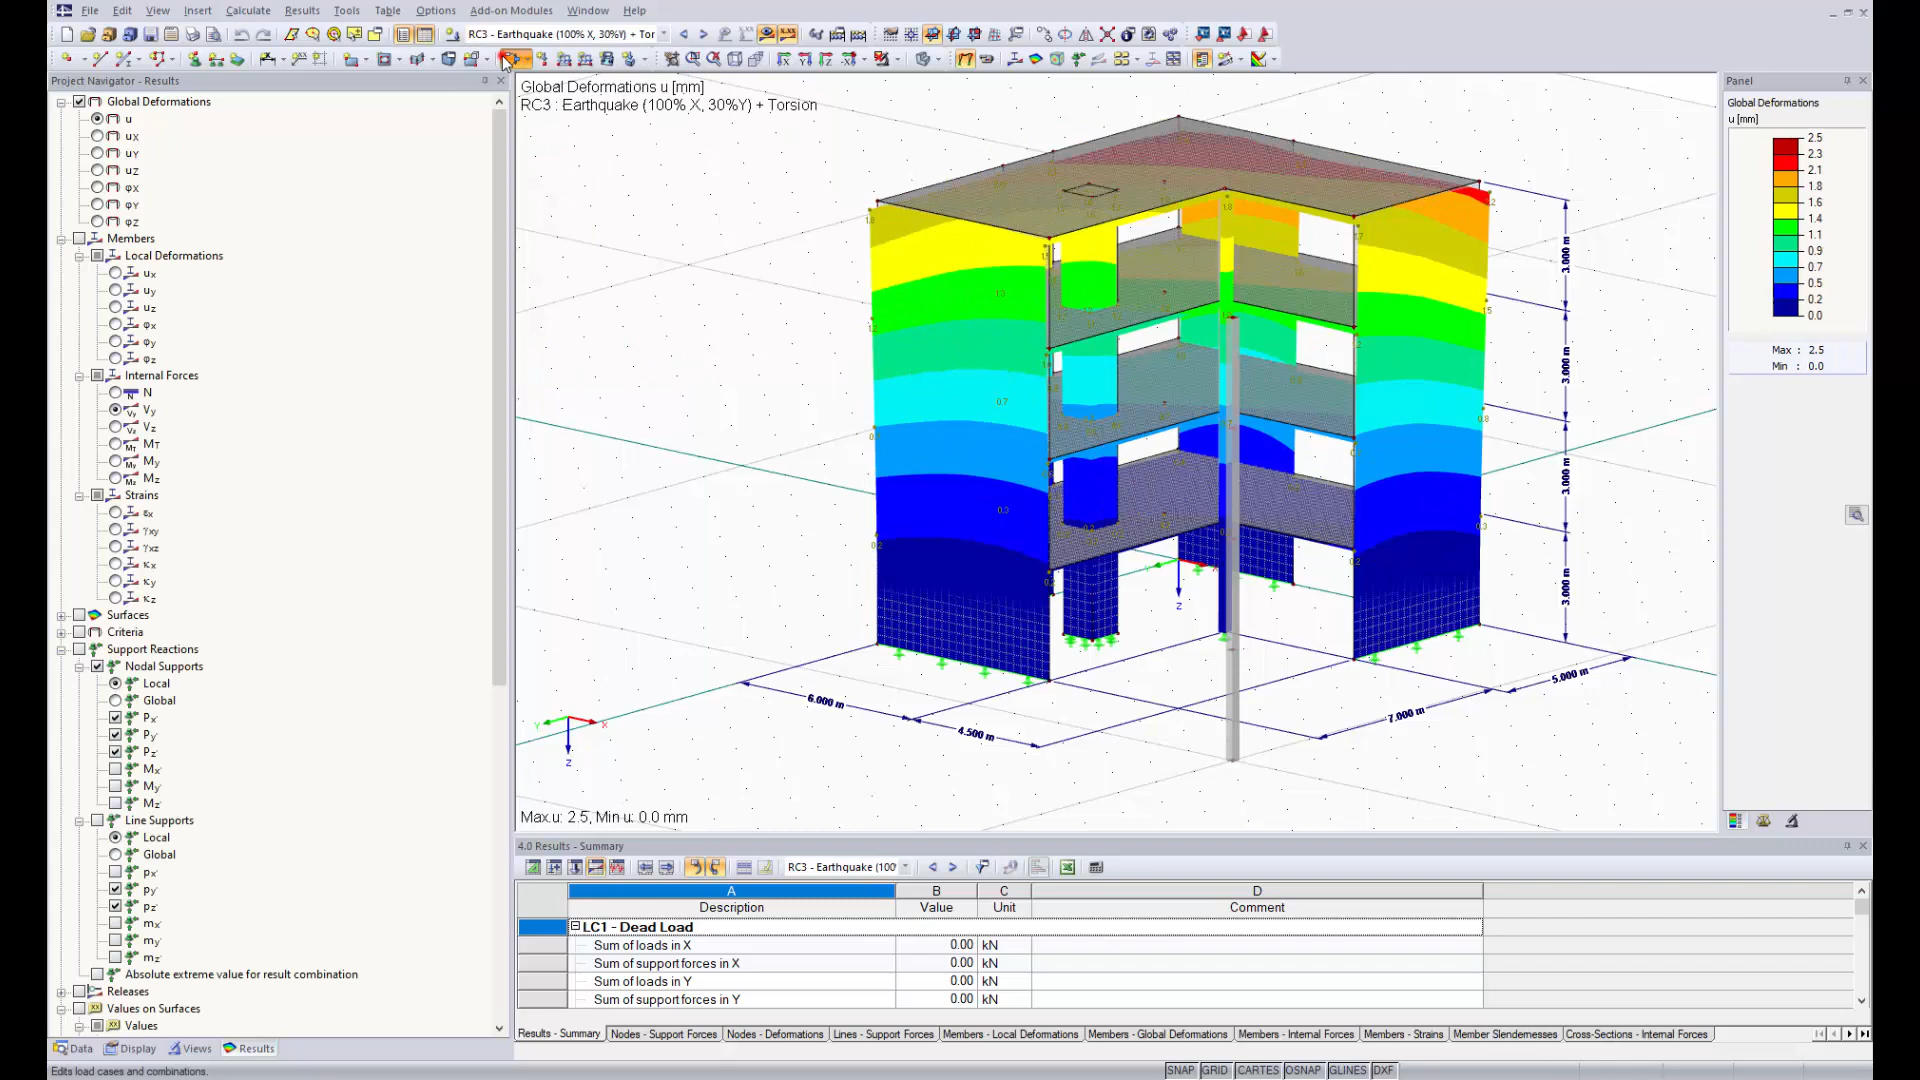 File Edit View Insert Calculate Results Tools Table Options Add-on Modules Window Help
RC3 - Earthquake (100% X, 30%Y) + Tor
Project Navigator - Results
Global Deformations
u
uX
uY
uZ
φX
φY
φZ
Members
Local Deformations
ux
uy
uz
φx
φy
φz
Internal Forces
N
Vy
Vz
MT
My
Mz
Strains
εx
γxy
γxz
κx
κy
κz
Surfaces
Criteria
Support Reactions
Nodal Supports
Local
Global
Px'
Py'
Pz'
Mx'
My'
Mz'
Line Supports
Local
Global
px'
py'
pz'
mx'
my'
mz'
Absolute extreme value for result combination
Releases
Values on Surfaces
Values
Data Display Views Results
Edits load cases and combinations.
Global Deformations u [mm]
RC3 : Earthquake (100% X, 30%Y) + Torsion
3.000 m
3.000 m
3.000 m
3.000 m
6.000 m
4.500 m
7.000 m
5.000 m
Max u: 2.5, Min u: 0.0 mm
Panel
Global Deformations
u [mm]
2.5
2.3
2.1
1.8
1.6
1.4
1.1
0.9
0.7
0.5
0.2
0.0
Max : 2.5
Min : 0.0
4.0 Results - Summary
RC3 - Earthquake (100°
A B C D
Description Value Unit Comment
LC1 - Dead Load
Sum of loads in X 0.00 kN
Sum of support forces in X 0.00 kN
Sum of loads in Y 0.00 kN
Sum of support forces in Y 0.00 kN
Results - Summary Nodes - Support Forces Nodes - Deformations Lines - Support Forces Members - Local Deformations Members - Global Deformations Members - Internal Forces Members - Strains Member Slendernesses Cross-Sections - Internal Forces
SNAP GRID CARTES OSNAP GLINES DXF